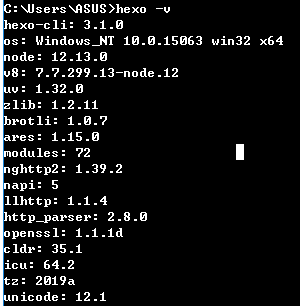 C:\Users\ASUS>hexo -v
hexo-cli: 3.1.0
os: Windows_NT 10.0.15063 win32 x64
node: 12.13.0
v8: 7.7.299.13-node.12
uv: 1.32.0
zlib: 1.2.11
brotli: 1.0.7
ares: 1.15.0
modules: 72
nghttp2: 1.39.2
napi: 5
llhttp: 1.1.4
http_parser: 2.8.0
openssl: 1.1.1d
cldr: 35.1
icu: 64.2
tz: 2019a
unicode: 12.1